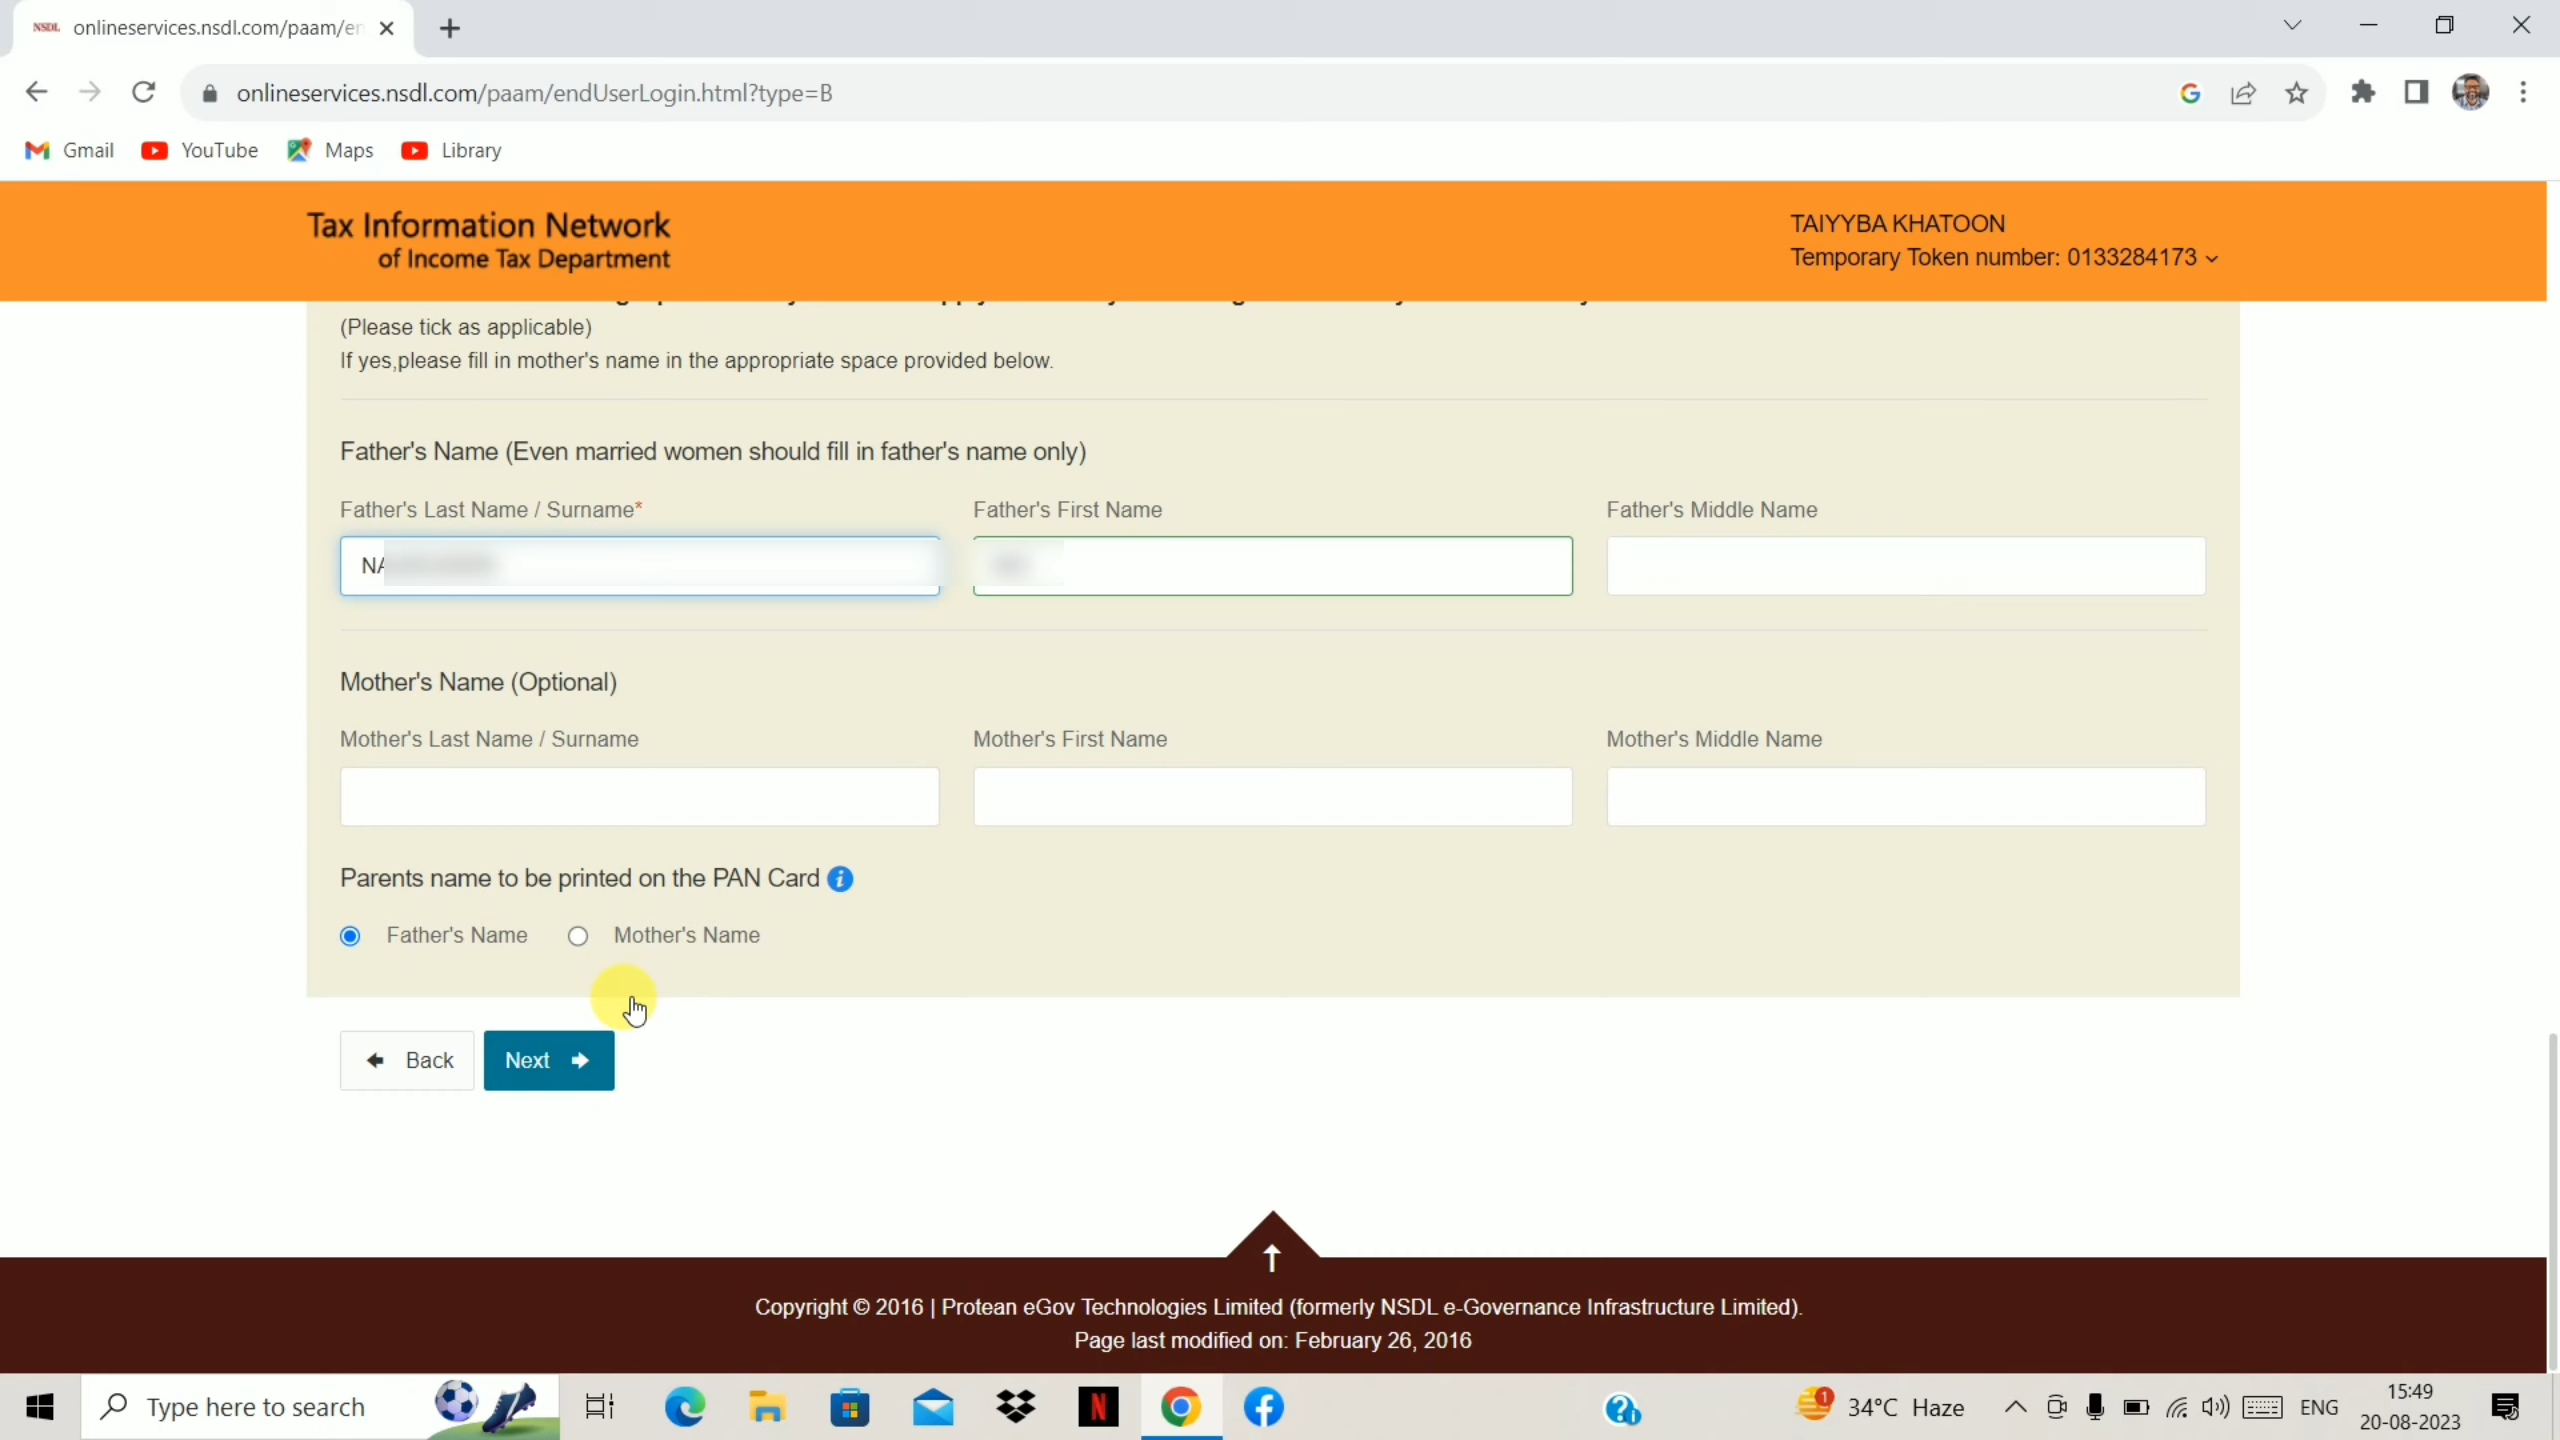 NSDL onlineservices.nsdl.com/paam/en
onlineservices.nsdl.com/paam/endUserLogin.html?type=B
Gmail YouTube Maps Library
Tax Information Network
of Income Tax Department
TAIYYBA KHATOON
Temporary Token number: 0133284173
(Please tick as applicable)
If yes,please fill in mother's name in the appropriate space provided below.
Father's Name (Even married women should fill in father's name only)
Father's Last Name / Surname* Father's First Name Father's Middle Name
NA
Mother's Name (Optional)
Mother's Last Name / Surname Mother's First Name Mother's Middle Name
Parents name to be printed on the PAN Card i
Father's Name Mother's Name
Back Next
Copyright © 2016 | Protean eGov Technologies Limited (formerly NSDL e-Governance Infrastructure Limited).
Page last modified on: February 26, 2016
Type here to search
1 34°C Haze ENG
15:49
20-08-2023